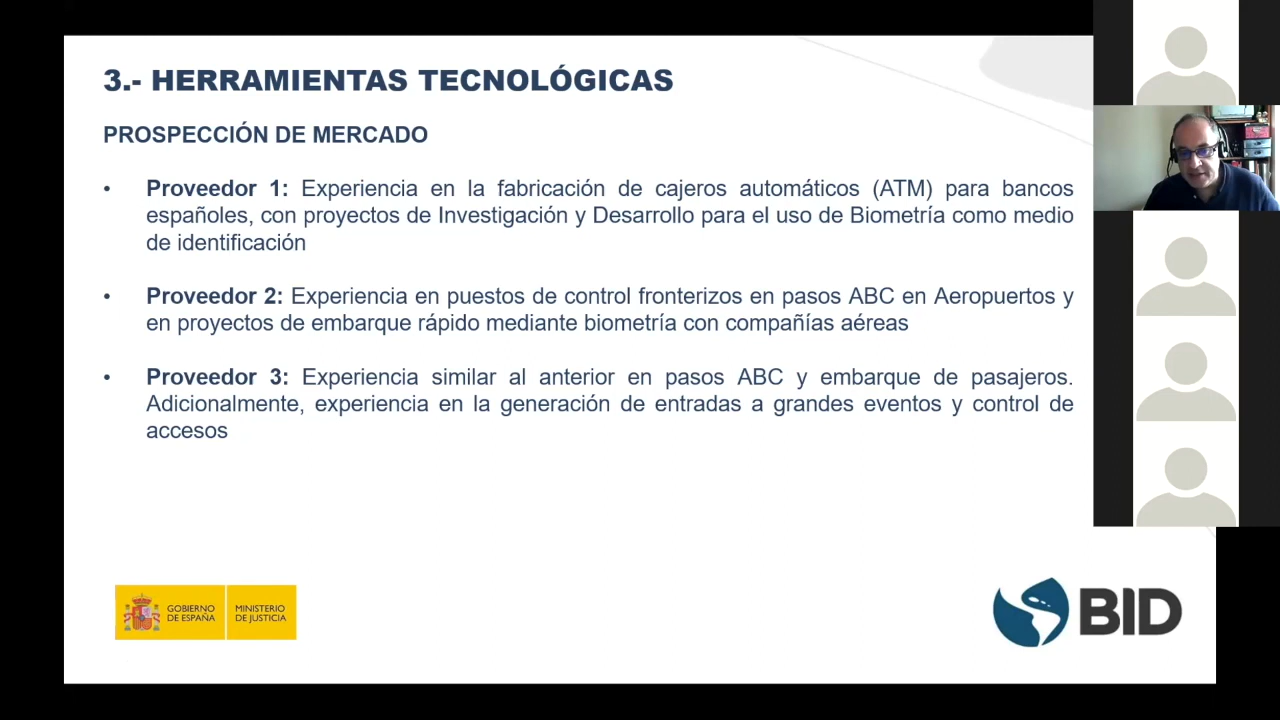 3.- HERRAMIENTAS TECNOLÓGICAS
PROSPECCIÓN DE MERCADO
• Proveedor 1: Experiencia en la fabricación de cajeros automáticos (ATM) para bancos
españoles, con proyectos de Investigación y Desarrollo para el uso de Biometría como medio
de identificación
• Proveedor 2: Experiencia en puestos de control fronterizos en pasos ABC en Aeropuertos y
en proyectos de embarque rápido mediante biometría con compañías aéreas
• Proveedor 3: Experiencia similar al anterior en pasos ABC y embarque de pasajeros.
Adicionalmente, experiencia en la generación de entradas a grandes eventos y control de
accesos
GOBIERNO
DE ESPAÑA
MINISTERIO
DE JUSTICIA
BID